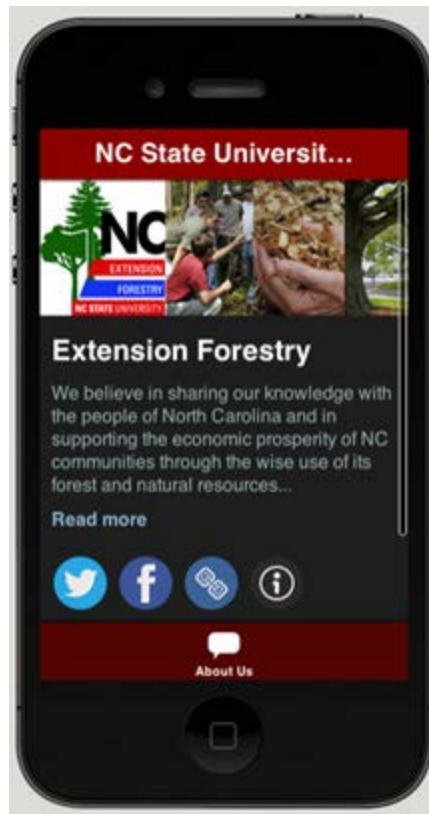 NC State Universit...
NC
EXTENSION
FORESTRY
NC STATE UNIVERSITY
Extension Forestry
We believe in sharing our knowledge with
the people of North Carolina and in
supporting the economic prosperity of NC
communities through the wise use of its
forest and natural resources...
Read more
About Us